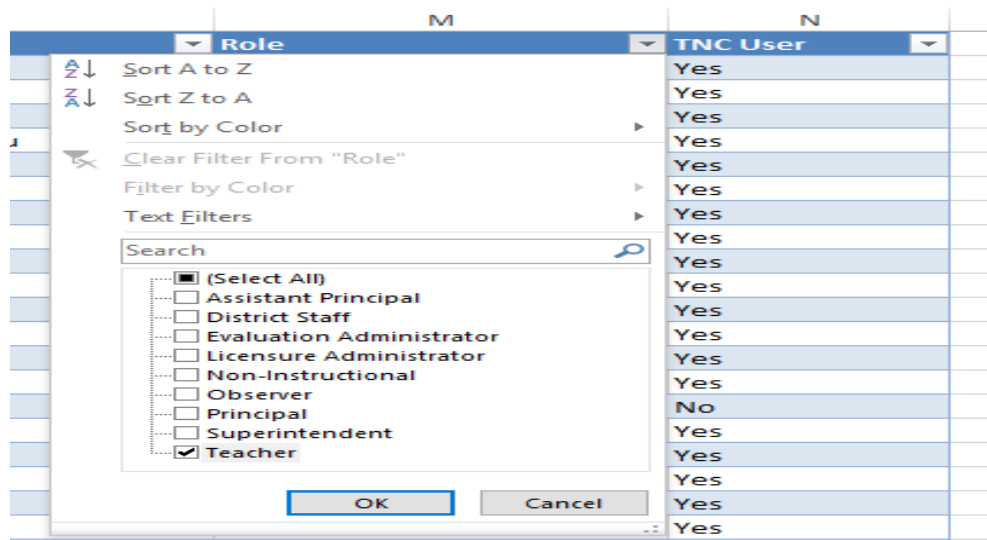 M N
Role TNC User
Sort A to Z Yes
Sort Z to A Yes
Sort by Color Yes
u Yes
Clear Filter From "Role" Yes
Filter by Color Yes
Text Filters Yes
Yes
Search Yes
(Select All) Yes
Assistant Principal
District Staff Yes
Evaluation Administrator Yes
Licensure Administrator Yes
Non-Instructional Yes
Observer
Principal No
Superintendent Yes
Teacher Yes
Yes
OK Cancel Yes
Yes